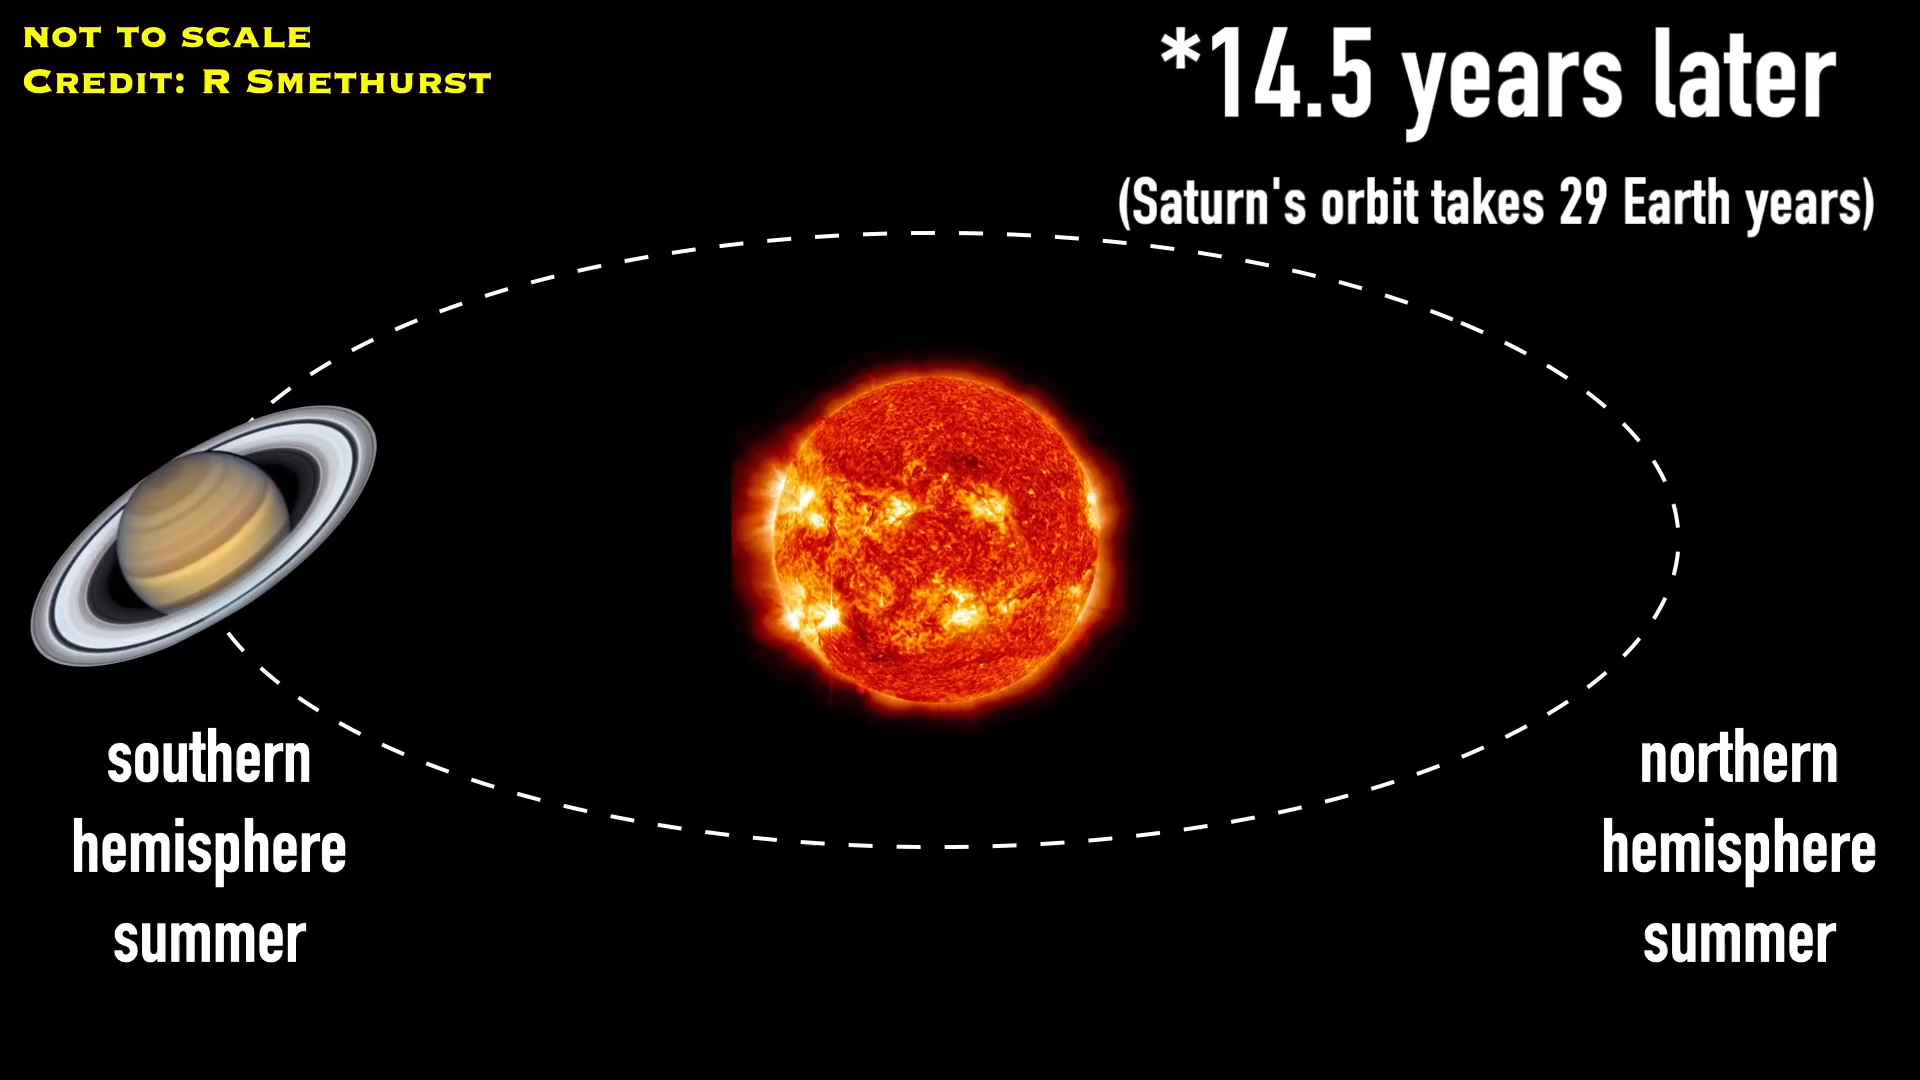 NOT TO SCALE
CREDIT: R SMETHURST
*14.5 years later
(Saturn's orbit takes 29 Earth years)
southern
hemisphere
summer
northern
hemisphere
summer